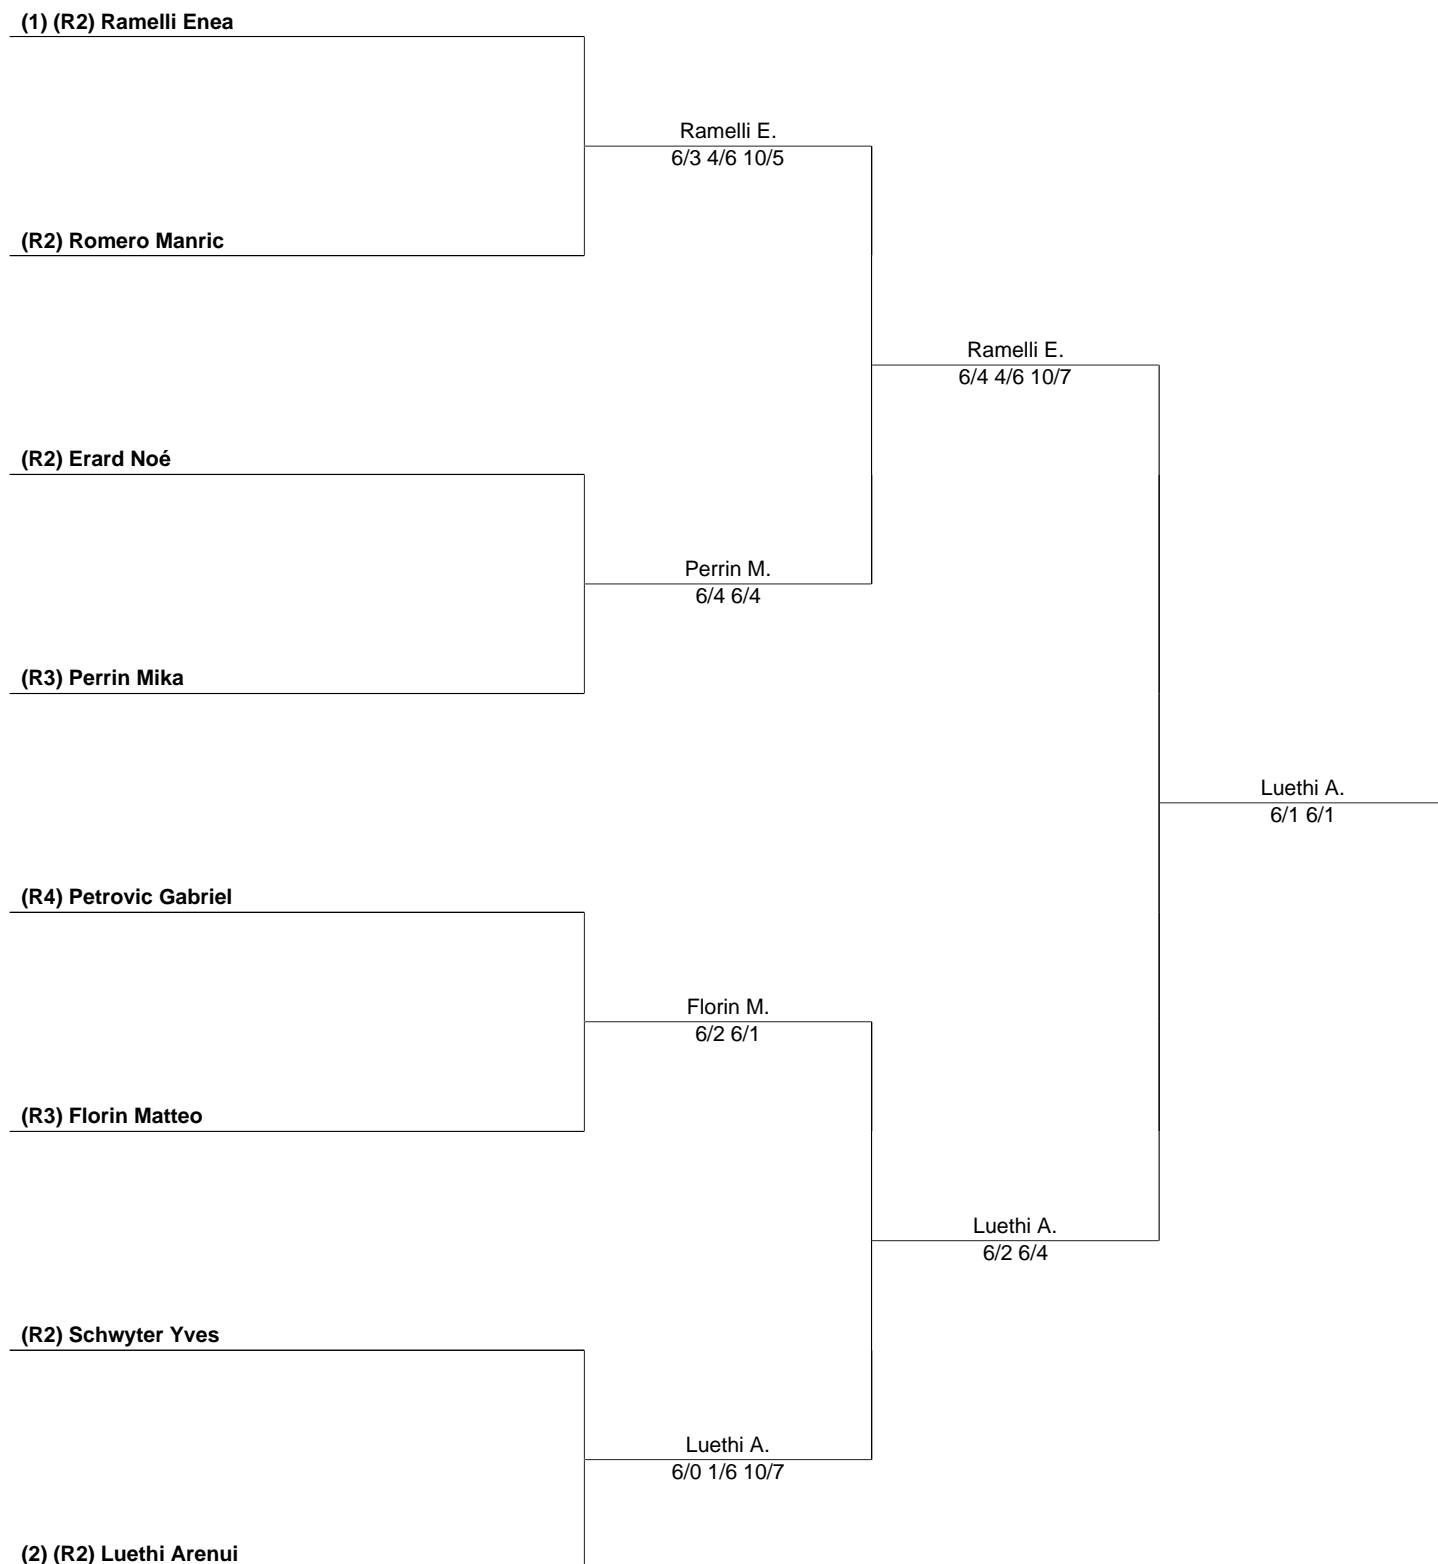 (1) (R2) Ramelli Enea
Ramelli E.
6/3 4/6 10/5
(R2) Romero Manric
Ramelli E.
6/4 4/6 10/7
(R2) Erard Noé
Perrin M.
6/4 6/4
(R3) Perrin Mika
Luethi A.
6/1 6/1
(R4) Petrovic Gabriel
Florin M.
6/2 6/1
(R3) Florin Matteo
Luethi A.
6/2 6/4
(R2) Schwyter Yves
Luethi A.
6/0 1/6 10/7
(2) (R2) Luethi Arenui